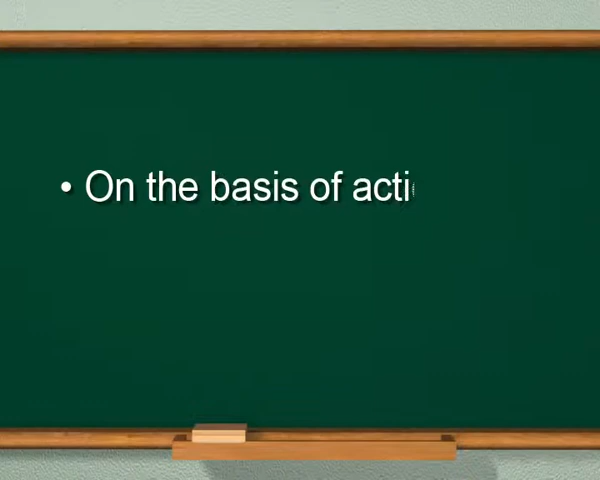 • On the basis of acti